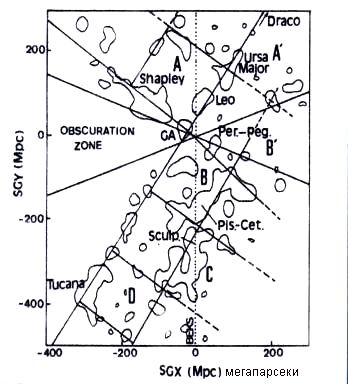 Draco
200
A
Ursa
Major
A'
Shapley
Leo
OBSCURATION
ZONE
GA
Per.-Peg.
0
B'
B
SGY (Mpc)
-200
Pis.-Cet.
Sculp.
C
Tucana
'D
-400
BEKS
-400 -200 0 200
SGX (Mpc) мегапарсеки